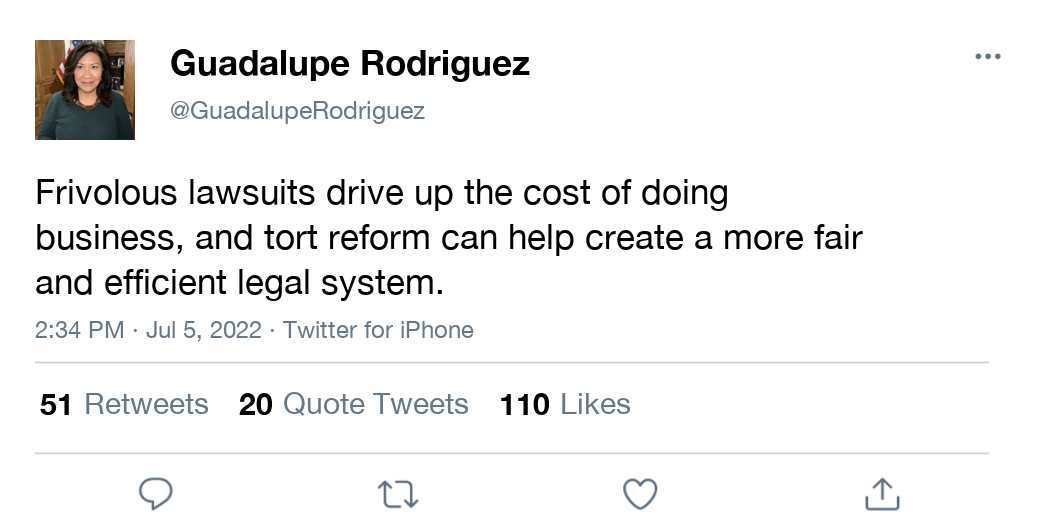 Guadalupe Rodriguez
@GuadalupeRodriguez
Frivolous lawsuits drive up the cost of doing
business, and tort reform can help create a more fair
and efficient legal system.
2:34 PM · Jul 5, 2022 · Twitter for iPhone
51 Retweets 20 Quote Tweets 110 Likes